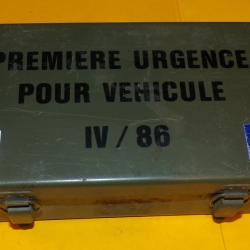 PREMIERE URGENCE
POUR VEHICULE
IV / 86